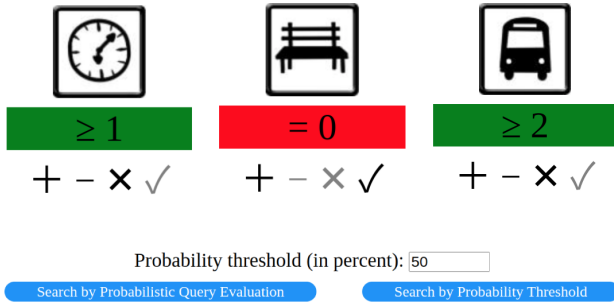 ≥ 1 = 0 ≥ 2
+ − × ✓ + − × ✓ + − × ✓
Probability threshold (in percent): 50
Search by Probabilistic Query Evaluation Search by Probability Threshold